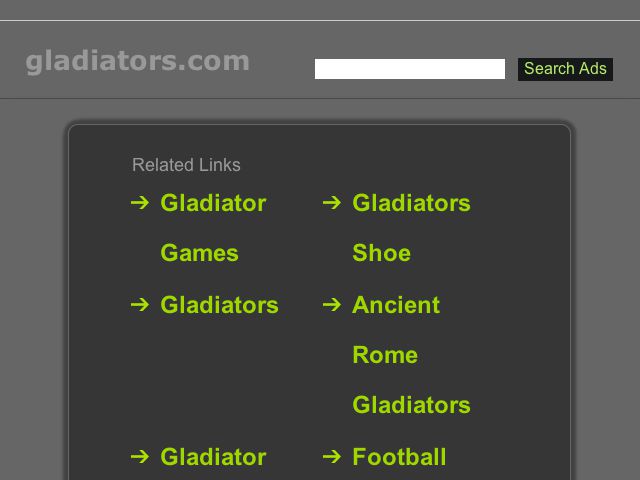 gladiators.com
Search Ads
Related Links
➔ Gladiator Games
➔ Gladiators Shoe
➔ Gladiators
➔ Ancient Rome Gladiators
➔ Gladiator
➔ Football